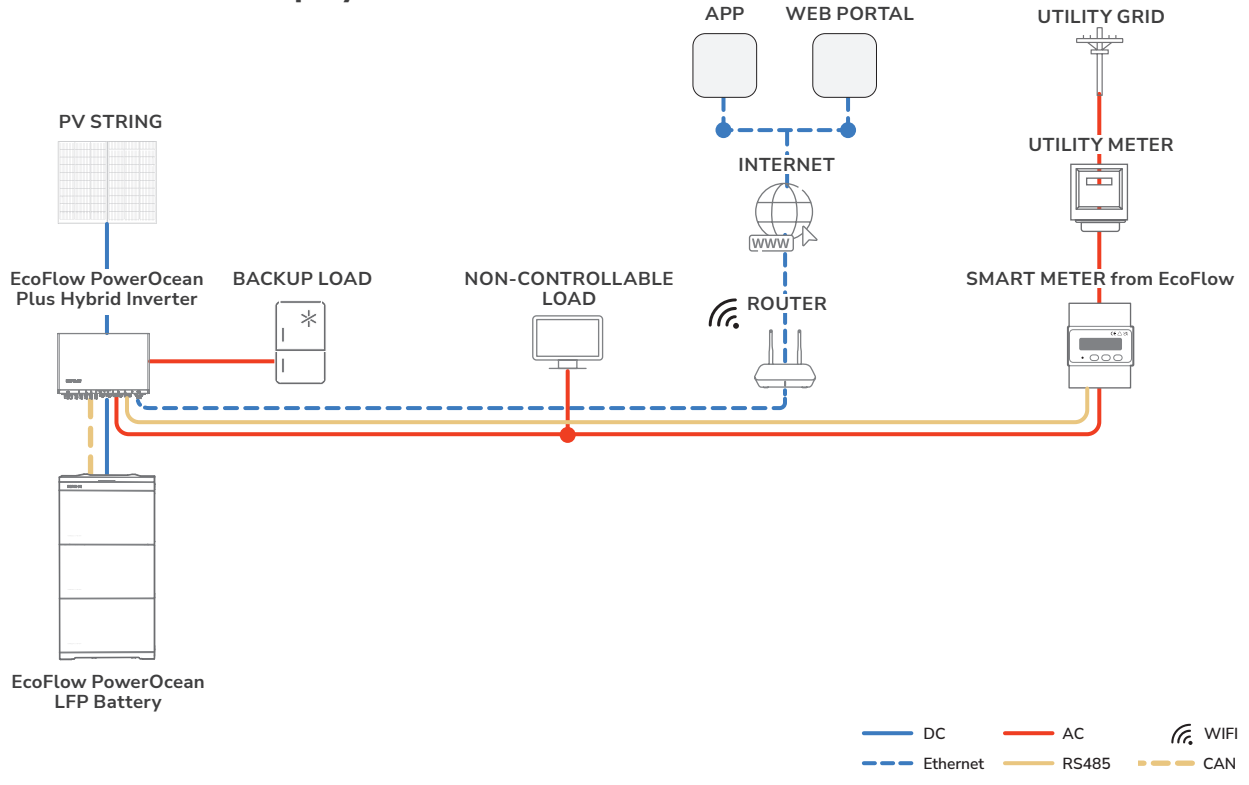 APP
WEB PORTAL
UTILITY GRID
PV STRING
UTILITY METER
INTERNET
WWW
EcoFlow PowerOcean
Plus Hybrid Inverter
BACKUP LOAD
NON-CONTROLLABLE
LOAD
SMART METER from EcoFlow
ROUTER
EcoFlow PowerOcean
LFP Battery
DC
AC
WIFI
Ethernet
RS485
CAN